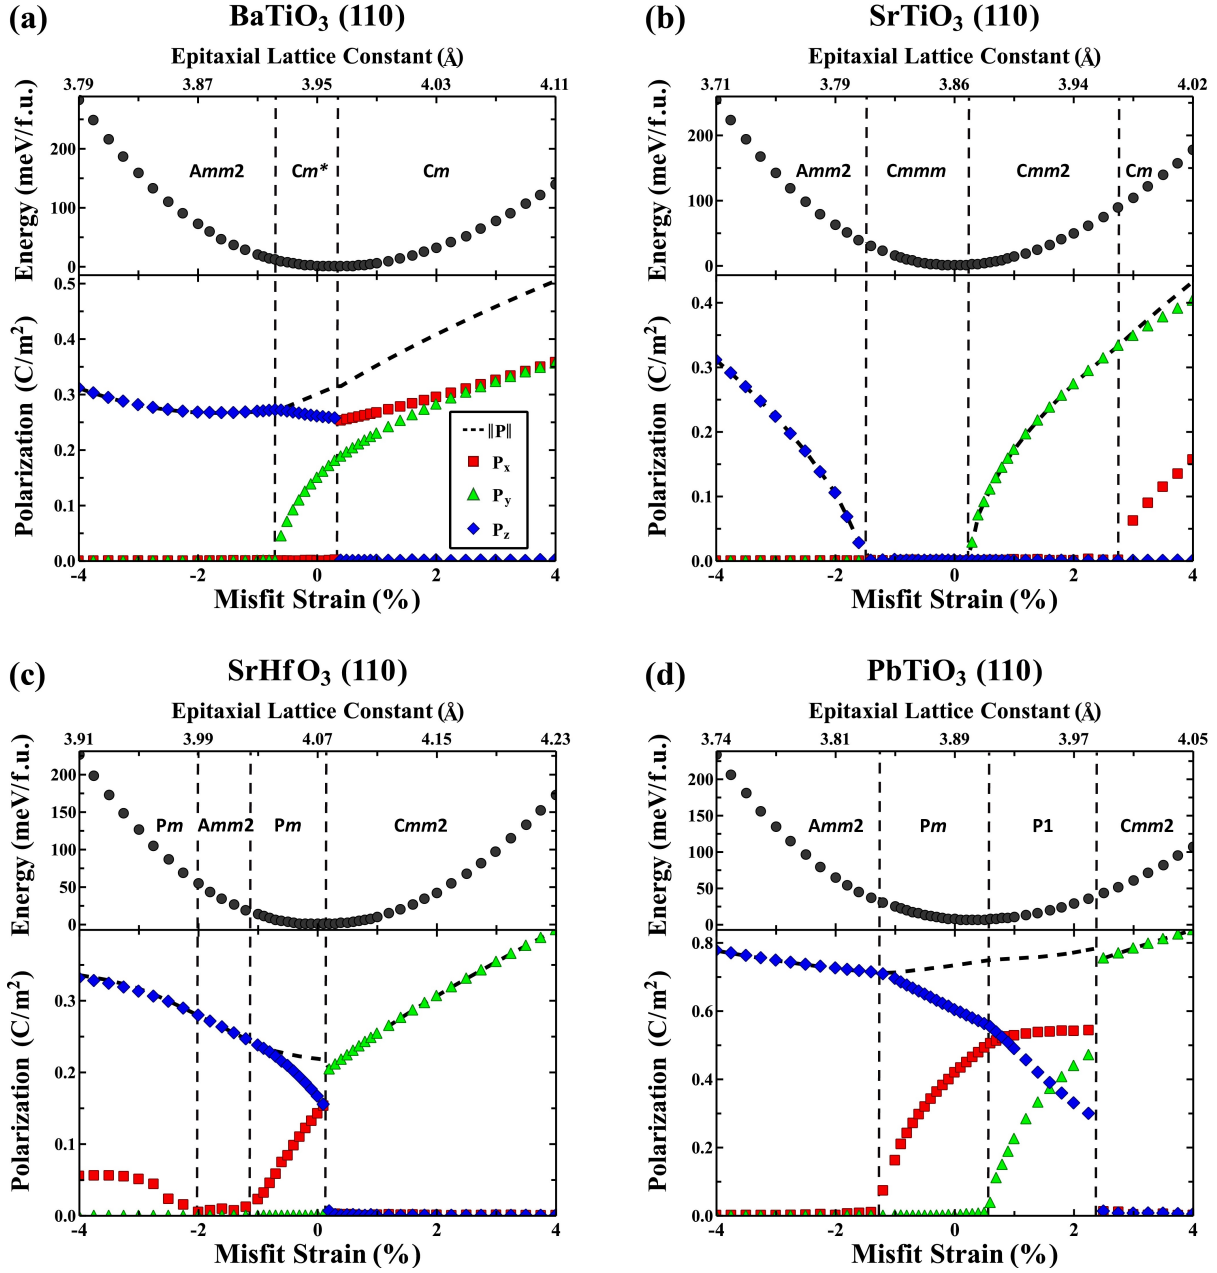 (a)
BaTiO3 (110)
Epitaxial Lattice Constant (Å)
3.79 3.87 3.95 4.03 4.11
Energy (meV/f.u.)
200
100
0
Amm2 Cm* Cm
Polarization (C/m²)
0.5
0.4
0.3
0.2
0.1
0.0
||P||
Px
Py
Pz
-4 -2 0 2 4
Misfit Strain (%)
(b)
SrTiO3 (110)
Epitaxial Lattice Constant (Å)
3.71 3.79 3.86 3.94 4.02
Energy (meV/f.u.)
200
100
0
Amm2 Cmmm Cmm2 Cm
Polarization (C/m²)
0.4
0.3
0.2
0.1
0.0
-4 -2 0 2 4
Misfit Strain (%)
(c)
SrHfO3 (110)
Epitaxial Lattice Constant (Å)
3.91 3.99 4.07 4.15 4.23
Energy (meV/f.u.)
200
150
100
50
0
Pm Amm2 Pm Cmm2
Polarization (C/m²)
0.3
0.2
0.1
0.0
-4 -2 0 2 4
Misfit Strain (%)
(d)
PbTiO3 (110)
Epitaxial Lattice Constant (Å)
3.74 3.81 3.89 3.97 4.05
Energy (meV/f.u.)
200
150
100
50
0
Amm2 Pm P1 Cmm2
Polarization (C/m²)
0.8
0.6
0.4
0.2
0.0
-4 -2 0 2 4
Misfit Strain (%)